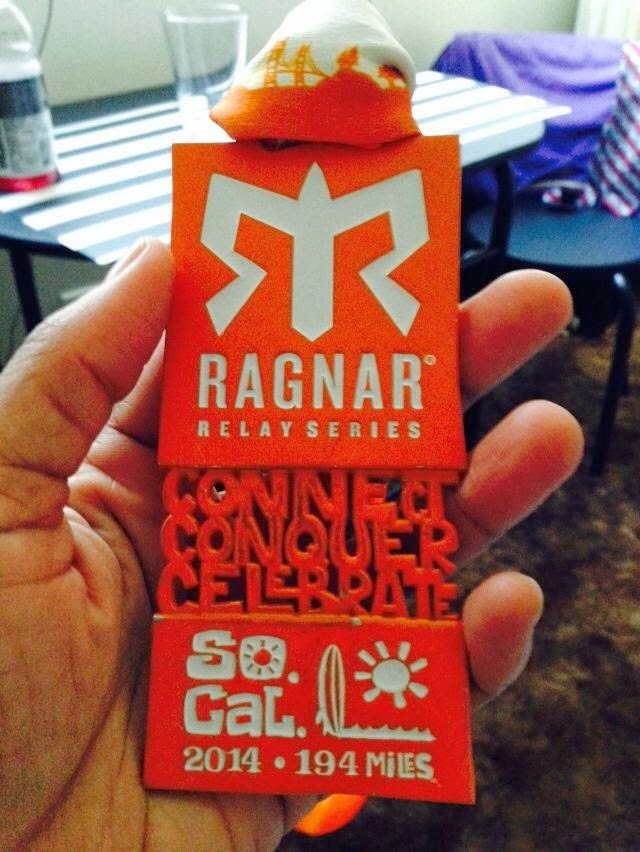 RAGNAR®
RELAY SERIES
CONNECT
CONQUER
CELEBRATE
SO.
CaL.
2014 • 194 MiLES